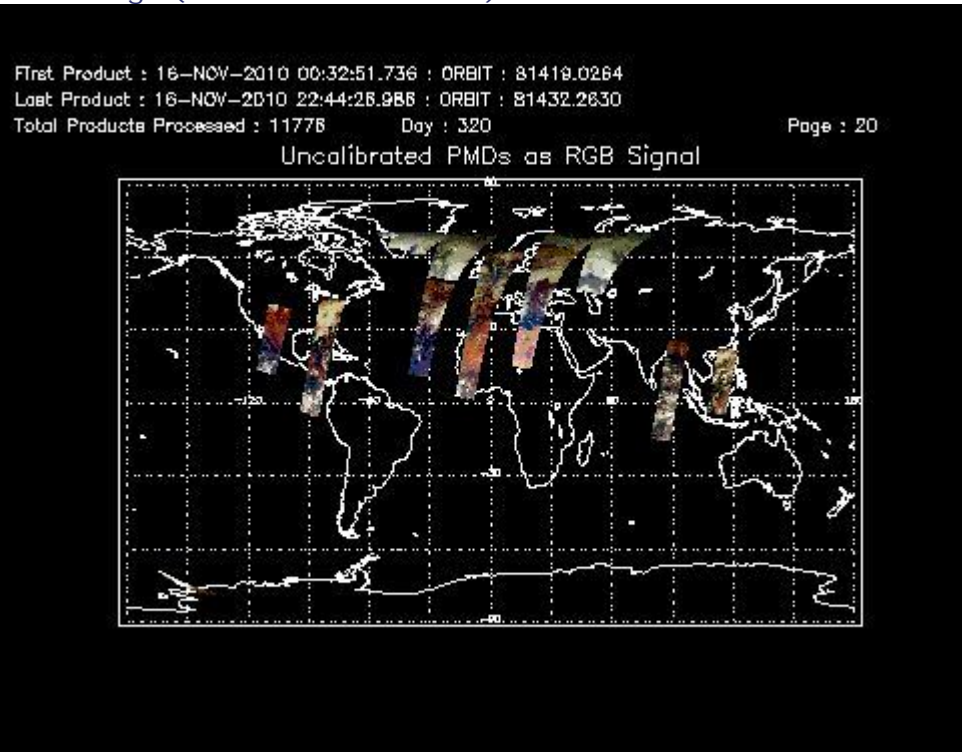 First Product : 16-NOV-2010 00:32:51.736 : ORBIT : 81419.0264
Last Product : 16-NOV-2010 22:44:26.986 : ORBIT : 81432.2630
Total Products Processed : 11776 Day : 320 Page : 20
Uncalibrated PMDs as RGB Signal